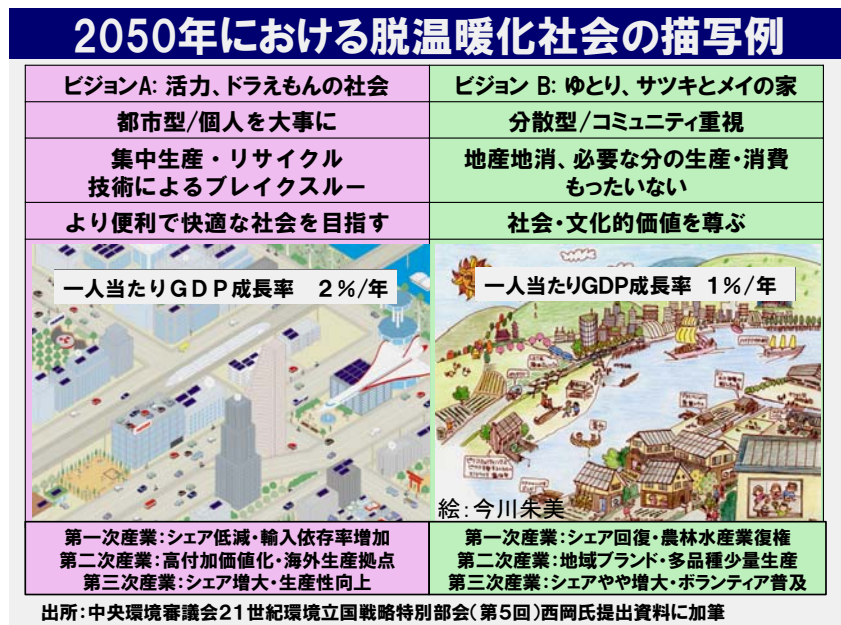 2050年における脱温暖化社会の描写例
ビジョンA: 活力、ドラえもんの社会
ビジョン B: ゆとり、サツキとメイの家
都市型/個人を大事に
分散型/コミュニティ重視
集中生産・リサイクル
技術によるブレイクスルー
地産地消、必要な分の生産・消費
もったいない
より便利で快適な社会を目指す
社会・文化的価値を尊ぶ
一人当たりGDP成長率 2%/年
一人当たりGDP成長率 1%/年
絵:今川朱美
第一次産業:シェア低減・輸入依存率増加
第二次産業:高付加価値化・海外生産拠点
第三次産業:シェア増大・生産性向上
第一次産業:シェア回復・農林水産業復権
第二次産業:地域ブランド・多品種少量生産
第三次産業:シェアやや増大・ボランティア普及
出所:中央環境審議会21世紀環境立国戦略特別部会(第5回)西岡氏提出資料に加筆